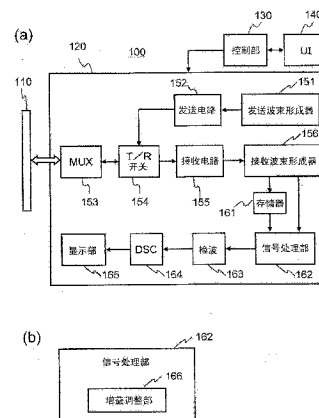 (a)
130
控制部
140
UI
120
100
110
152
发送电路
151
发送波束形成器
MUX
153
T/R
开关
154
接收电路
155
156
接收波束形成器
161
存储器
显示部
165
DSC
164
检波
163
信号处理部
162
(b)
162
信号处理部
166
增益调整部